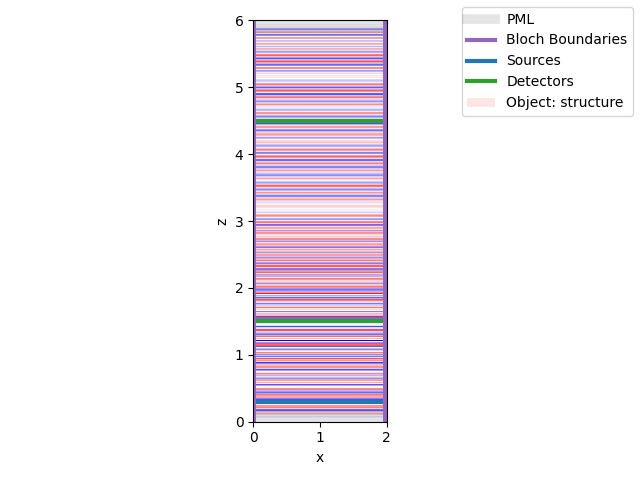 PML
Bloch Boundaries
Sources
Detectors
Object: structure
6
5
4
3
2
1
0
z
0 1 2
x